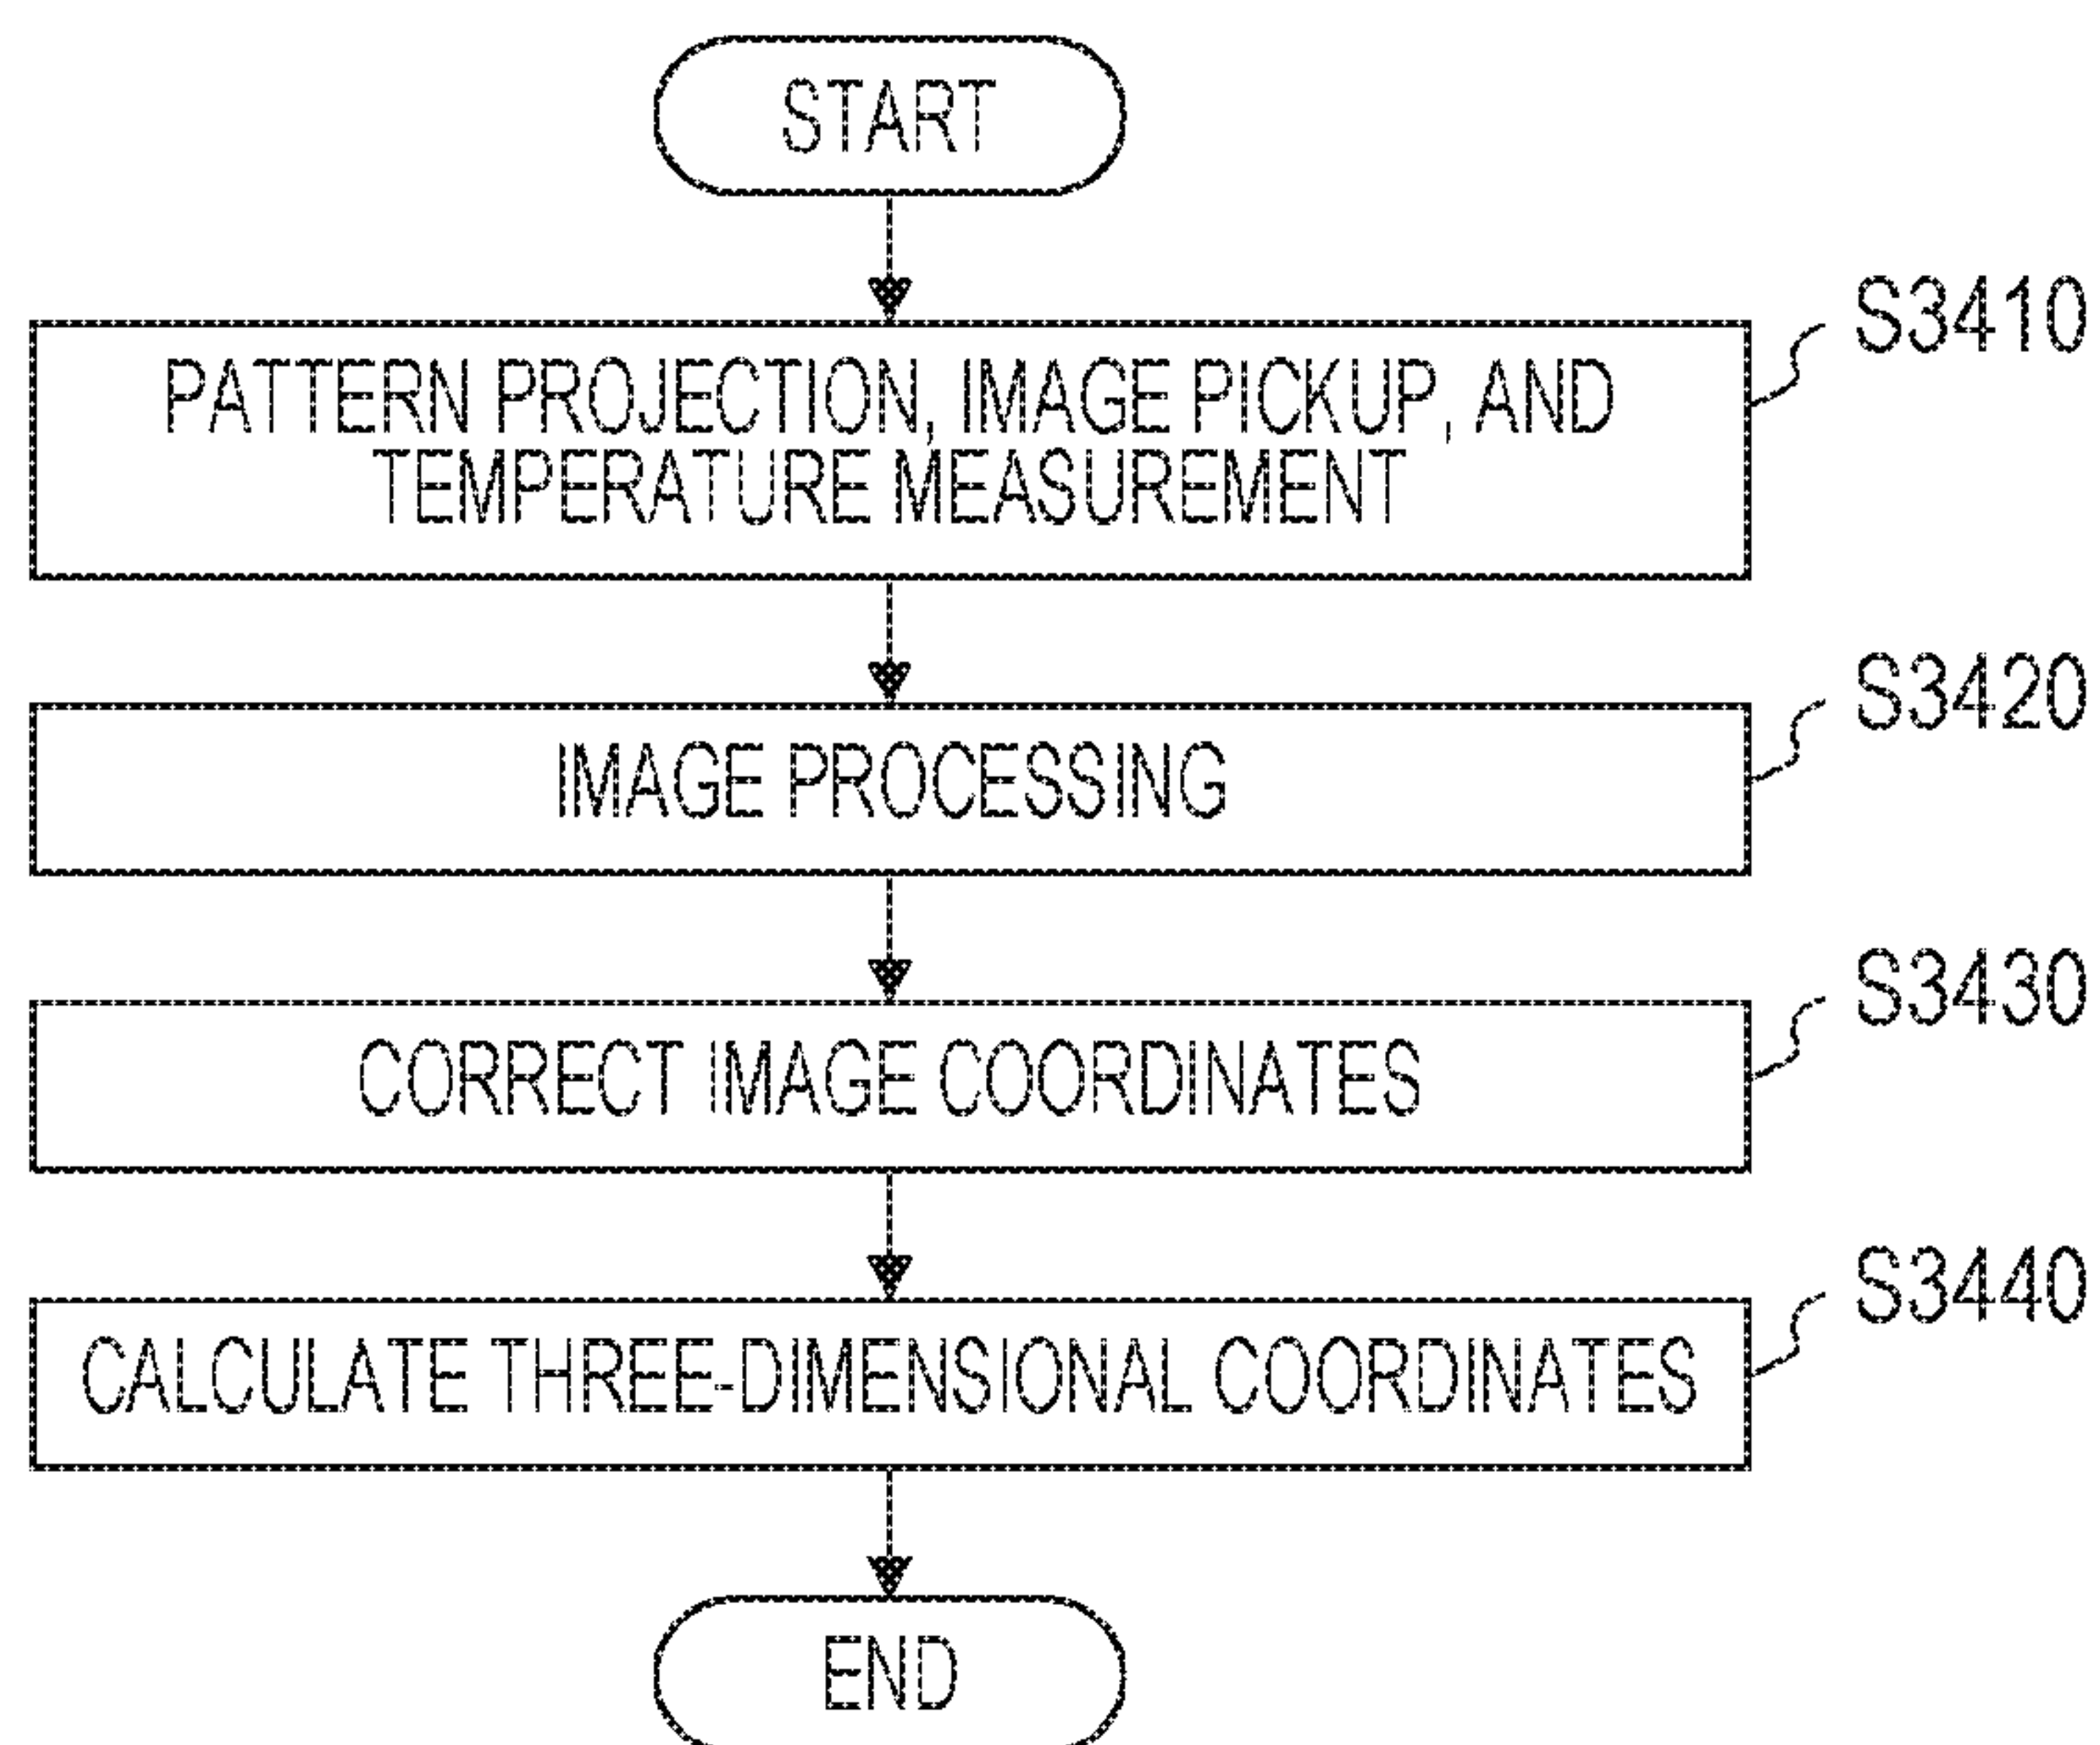 START
S3410
PATTERN PROJECTION, IMAGE PICKUP, AND
TEMPERATURE MEASUREMENT
S3420
IMAGE PROCESSING
S3430
CORRECT IMAGE COORDINATES
S3440
CALCULATE THREE-DIMENSIONAL COORDINATES
END